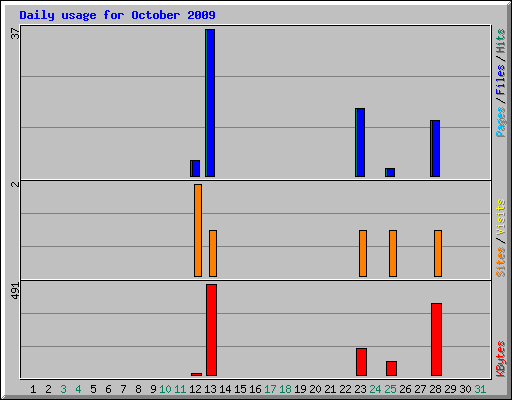 Daily usage for October 2009
37
Pages / Files / Hits
2
Sites / Visits
491
KBytes
1 2 3 4 5 6 7 8 9 10 11 12 13 14 15 16 17 18 19 20 21 22 23 24 25 26 27 28 29 30 31